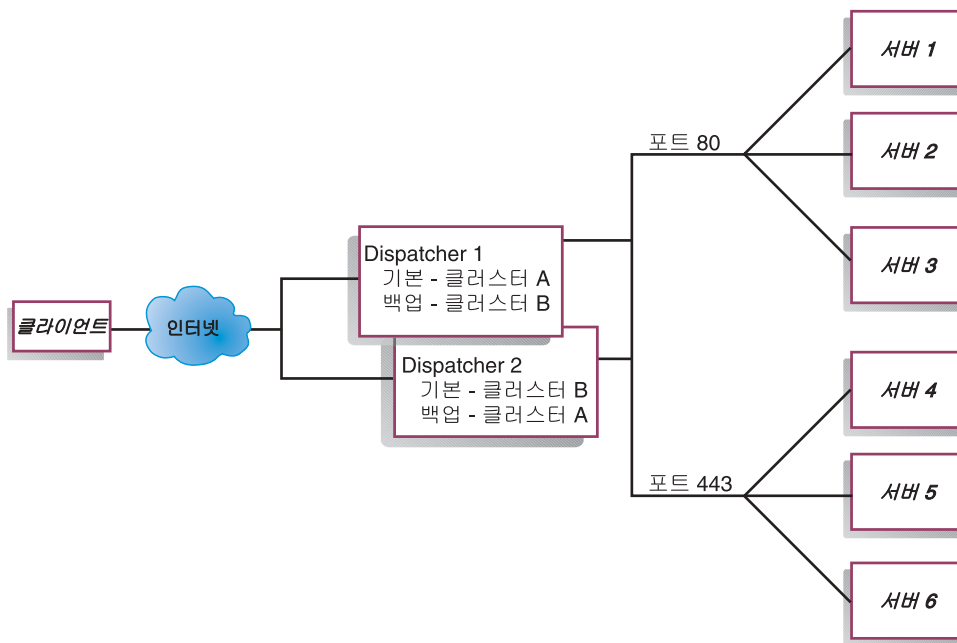 클라이언트
인터넷
Dispatcher 1
기본 - 클러스터 A
백업 - 클러스터 B
Dispatcher 2
기본 - 클러스터 B
백업 - 클러스터 A
포트 80
서버 1
서버 2
서버 3
포트 443
서버 4
서버 5
서버 6